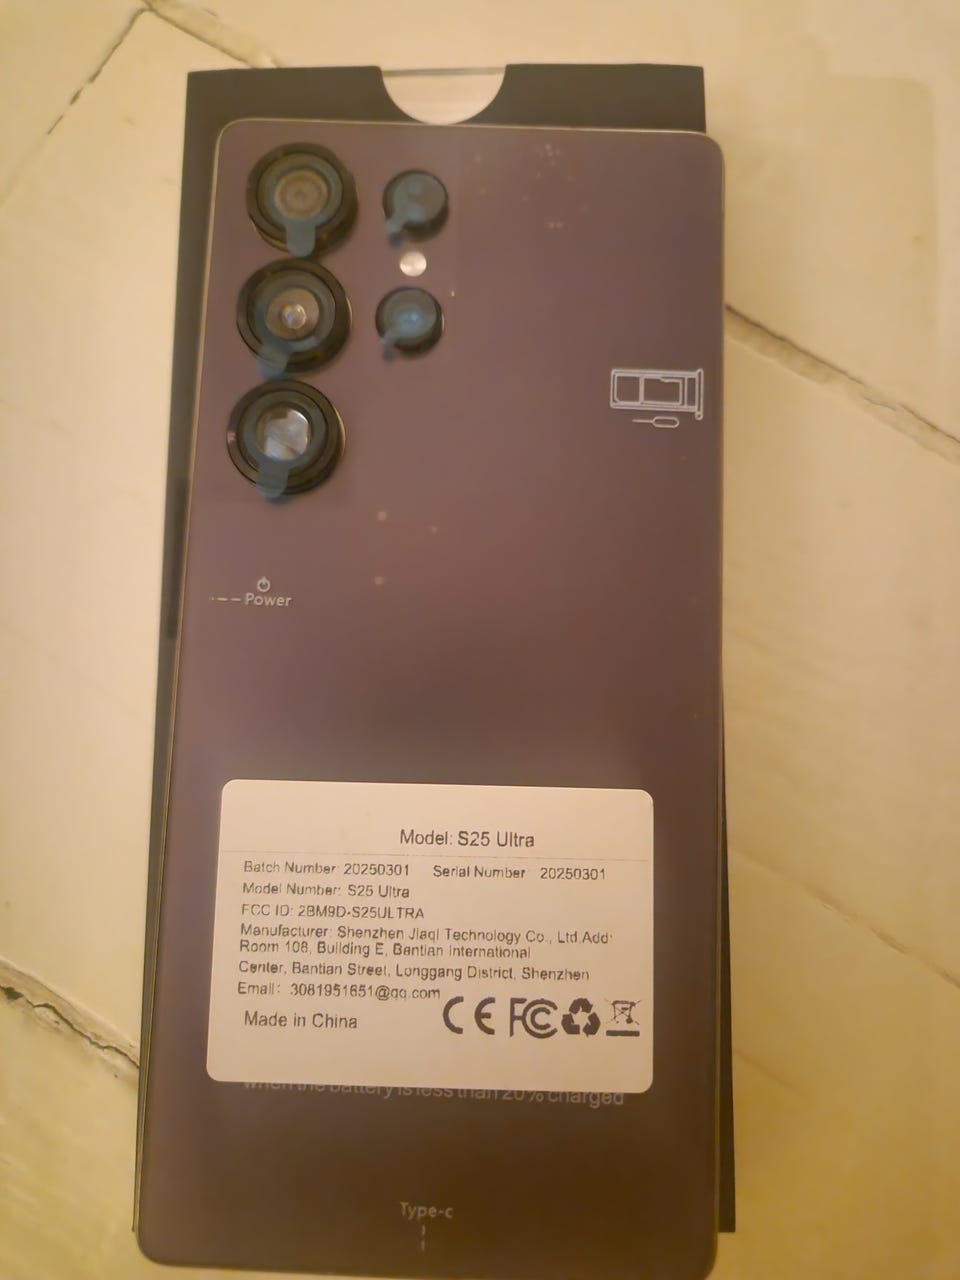 Power
Model: S25 Ultra
Batch Number: 20250301 Serial Number 20250301
Model Number: S25 Ultra
FCC ID: 2BM9D-S25ULTRA
Manufacturer: Shenzhen Jiaqi Technology Co., Ltd.Add:
Room 108, Building E, Bantian International
Center, Bantian Street, Longgang District, Shenzhen
Email: 3081951651@qq.com
Made in China
CE FC
when the battery is less than 20% charged
Type-c